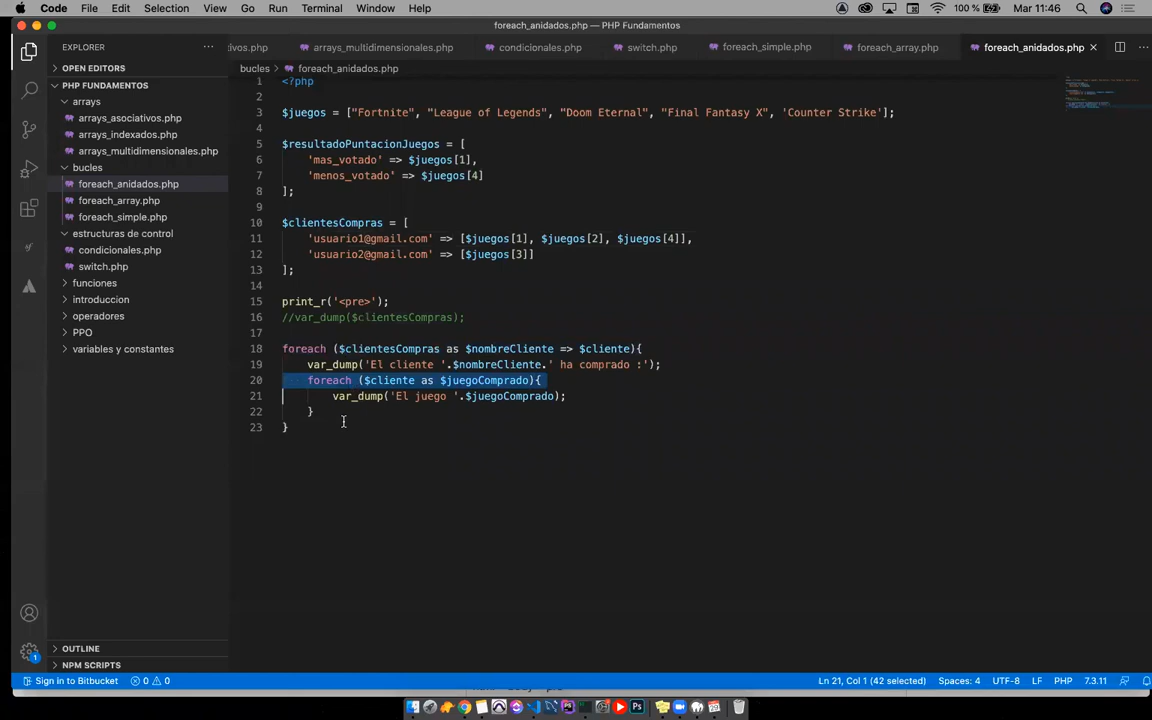 Code File Edit Selection View Go Run Terminal Window Help 100 % Mar 11:46
foreach_anidados.php — PHP Fundamentos
EXPLORER ··· tivos.php arrays_multidimensionales.php condicionales.php switch.php foreach_simple.php foreach_array.php foreach_anidados.php
OPEN EDITORS
bucles > foreach_anidados.php
PHP FUNDAMENTOS
arrays
arrays_asociativos.php
arrays_indexados.php
arrays_multidimensionales.php
bucles
foreach_anidados.php
foreach_array.php
foreach_simple.php
estructuras de control
condicionales.php
switch.php
funciones
introduccion
operadores
PPO
variables y constantes
OUTLINE
NPM SCRIPTS
1 <?php
2
3 $juegos = ["Fortnite", "League of Legends", "Doom Eternal", "Final Fantasy X", 'Counter Strike'];
4
5 $resultadoPuntacionJuegos = [
6 'mas_votado' => $juegos[1],
7 'menos_votado' => $juegos[4]
8 ];
9
10 $clientesCompras = [
11 'usuario1@gmail.com' => [$juegos[1], $juegos[2], $juegos[4]],
12 'usuario2@gmail.com' => [$juegos[3]]
13 ];
14
15 print_r('<pre>');
16 //var_dump($clientesCompras);
17
18 foreach ($clientesCompras as $nombreCliente => $cliente){
19 var_dump('El cliente '.$nombreCliente.' ha comprado :');
20 foreach ($cliente as $juegoComprado){
21 var_dump('El juego '.$juegoComprado);
22 }
23 }
1 Sign in to Bitbucket 0 0 Ln 21, Col 1 (42 selected) Spaces: 4 UTF-8 LF PHP 7.3.11